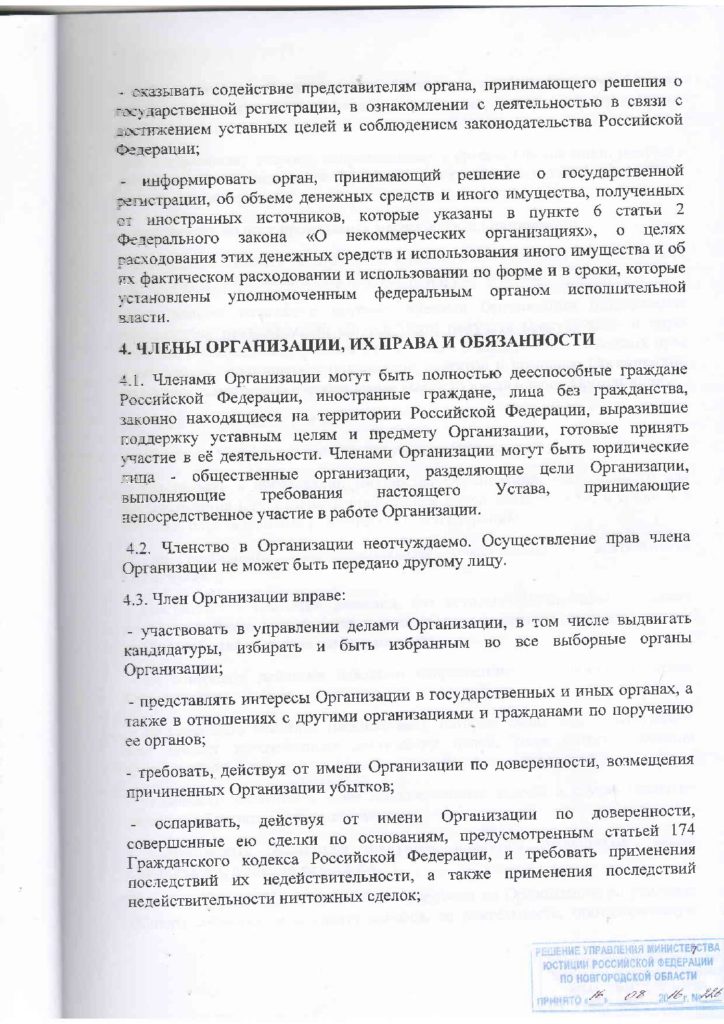 - оказывать содействие представителям органа, принимающего решения о
государственной регистрации, в ознакомлении с деятельностью в связи с
достижением уставных целей и соблюдением законодательства Российской
Федерации;
- информировать орган, принимающий решение о государственной
регистрации, об объеме денежных средств и иного имущества, полученных
от иностранных источников, которые указаны в пункте 6 статьи 2
Федерального закона «О некоммерческих организациях», о целях
расходования этих денежных средств и использования иного имущества и об
их фактическом расходовании и использовании по форме и в сроки, которые
установлены уполномоченным федеральным органом исполнительной
власти.
4. ЧЛЕНЫ ОРГАНИЗАЦИИ, ИХ ПРАВА И ОБЯЗАННОСТИ
4.1. Членами Организации могут быть полностью дееспособные граждане
Российской Федерации, иностранные граждане, лица без гражданства,
законно находящиеся на территории Российской Федерации, выразившие
поддержку уставным целям и предмету Организации, готовые принять
участие в её деятельности. Членами Организации могут быть юридические
лица - общественные организации, разделяющие цели Организации,
выполняющие требования настоящего Устава, принимающие
непосредственное участие в работе Организации.
4.2. Членство в Организации неотчуждаемо. Осуществление прав члена
Организации не может быть передано другому лицу.
4.3. Член Организации вправе:
- участвовать в управлении делами Организации, в том числе выдвигать
кандидатуры, избирать и быть избранным во все выборные органы
Организации;
- представлять интересы Организации в государственных и иных органах, а
также в отношениях с другими организациями и гражданами по поручению
ее органов;
- требовать, действуя от имени Организации по доверенности, возмещения
причиненных Организации убытков;
- оспаривать, действуя от имени Организации по доверенности,
совершенные ею сделки по основаниям, предусмотренным статьей 174
Гражданского кодекса Российской Федерации, и требовать применения
последствий их недействительности, а также применения последствий
недействительности ничтожных сделок;
7
РЕШЕНИЕ УПРАВЛЕНИЯ МИНИСТЕРСТВА
ЮСТИЦИИ РОССИЙСКОЙ ФЕДЕРАЦИИ
ПО НОВГОРОДСКОЙ ОБЛАСТИ
ПРИНЯТО «16» 08 2016 г. № 226